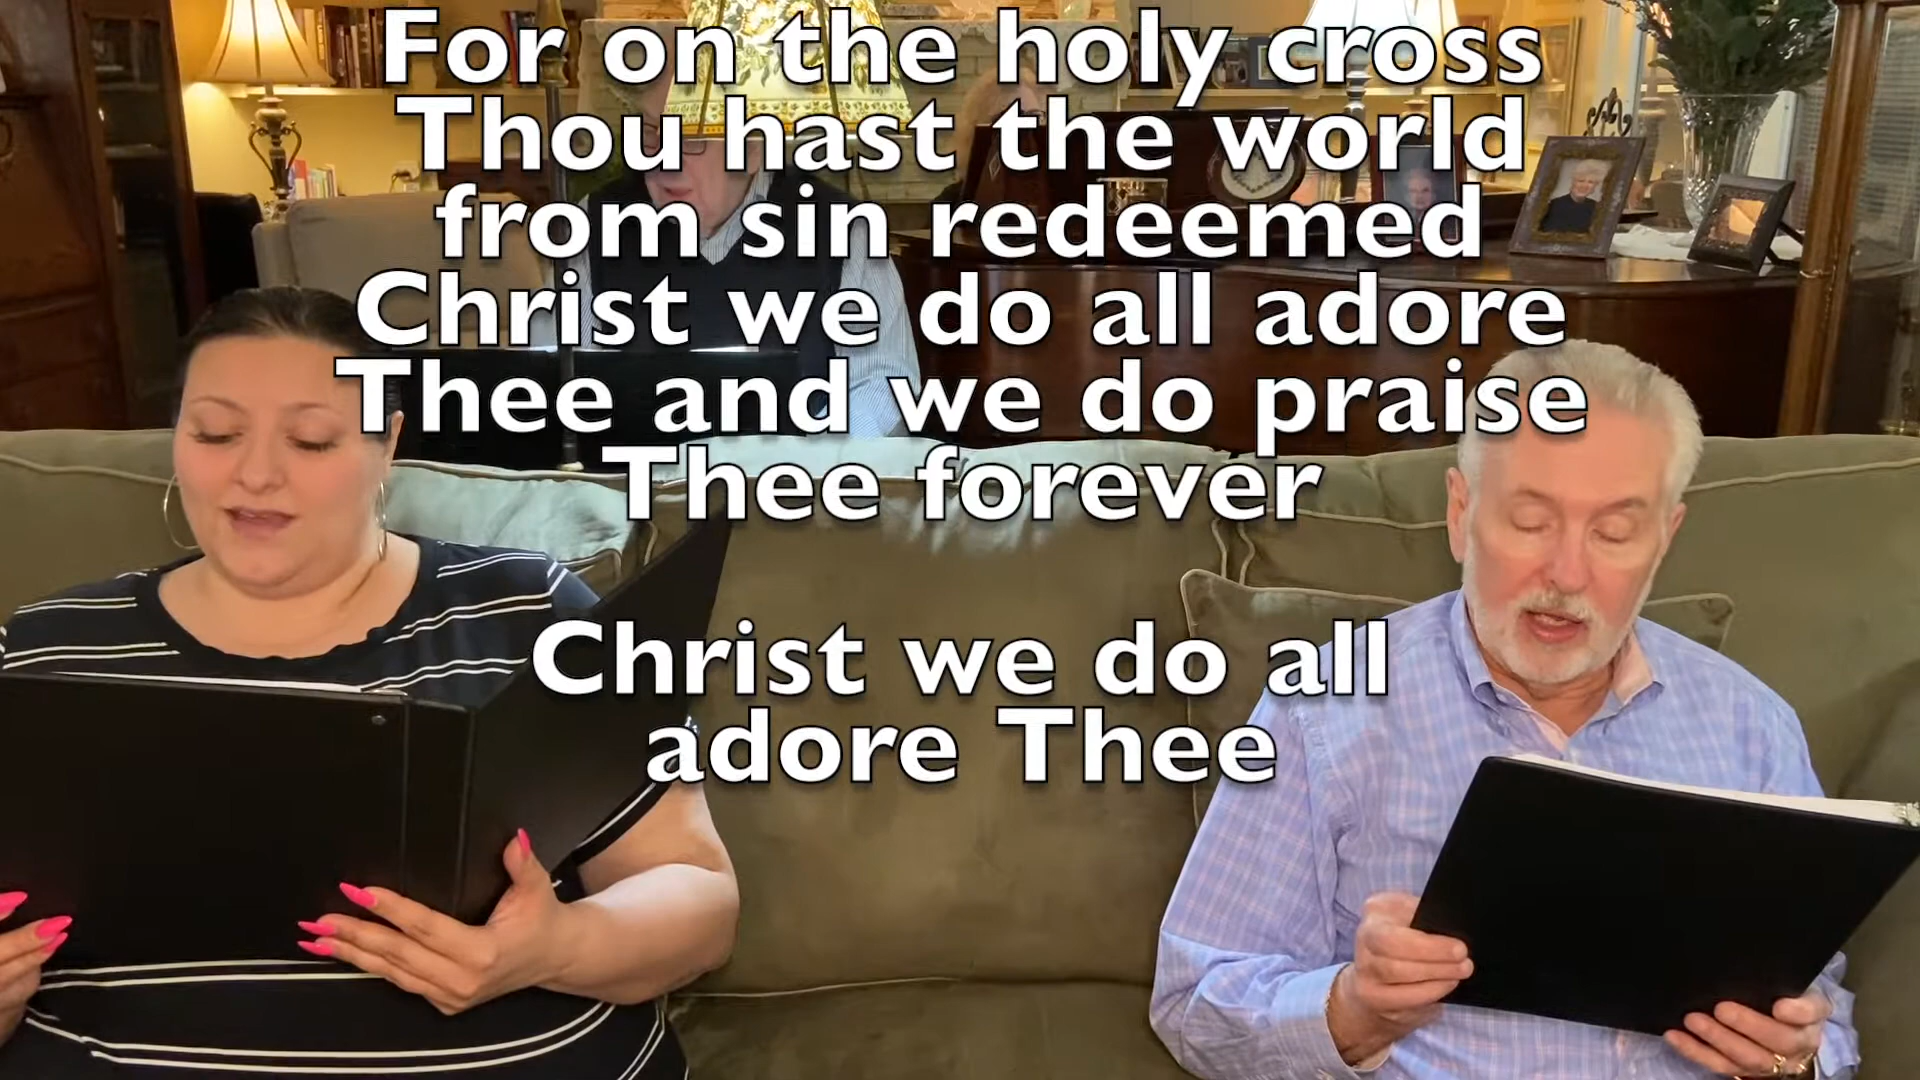 For on the holy cross
Thou hast the world
from sin redeemed
Christ we do all adore
Thee and we do praise
Thee forever
Christ we do all
adore Thee